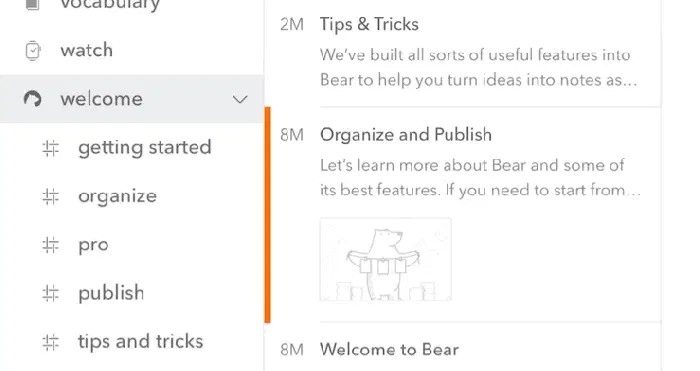 vocabulary
watch
welcome
getting started
organize
pro
publish
tips and tricks
2M Tips & Tricks
We've built all sorts of useful features into
Bear to help you turn ideas into notes as...
8M Organize and Publish
Let's learn more about Bear and some of
its best features. If you need to start from...
8M Welcome to Bear